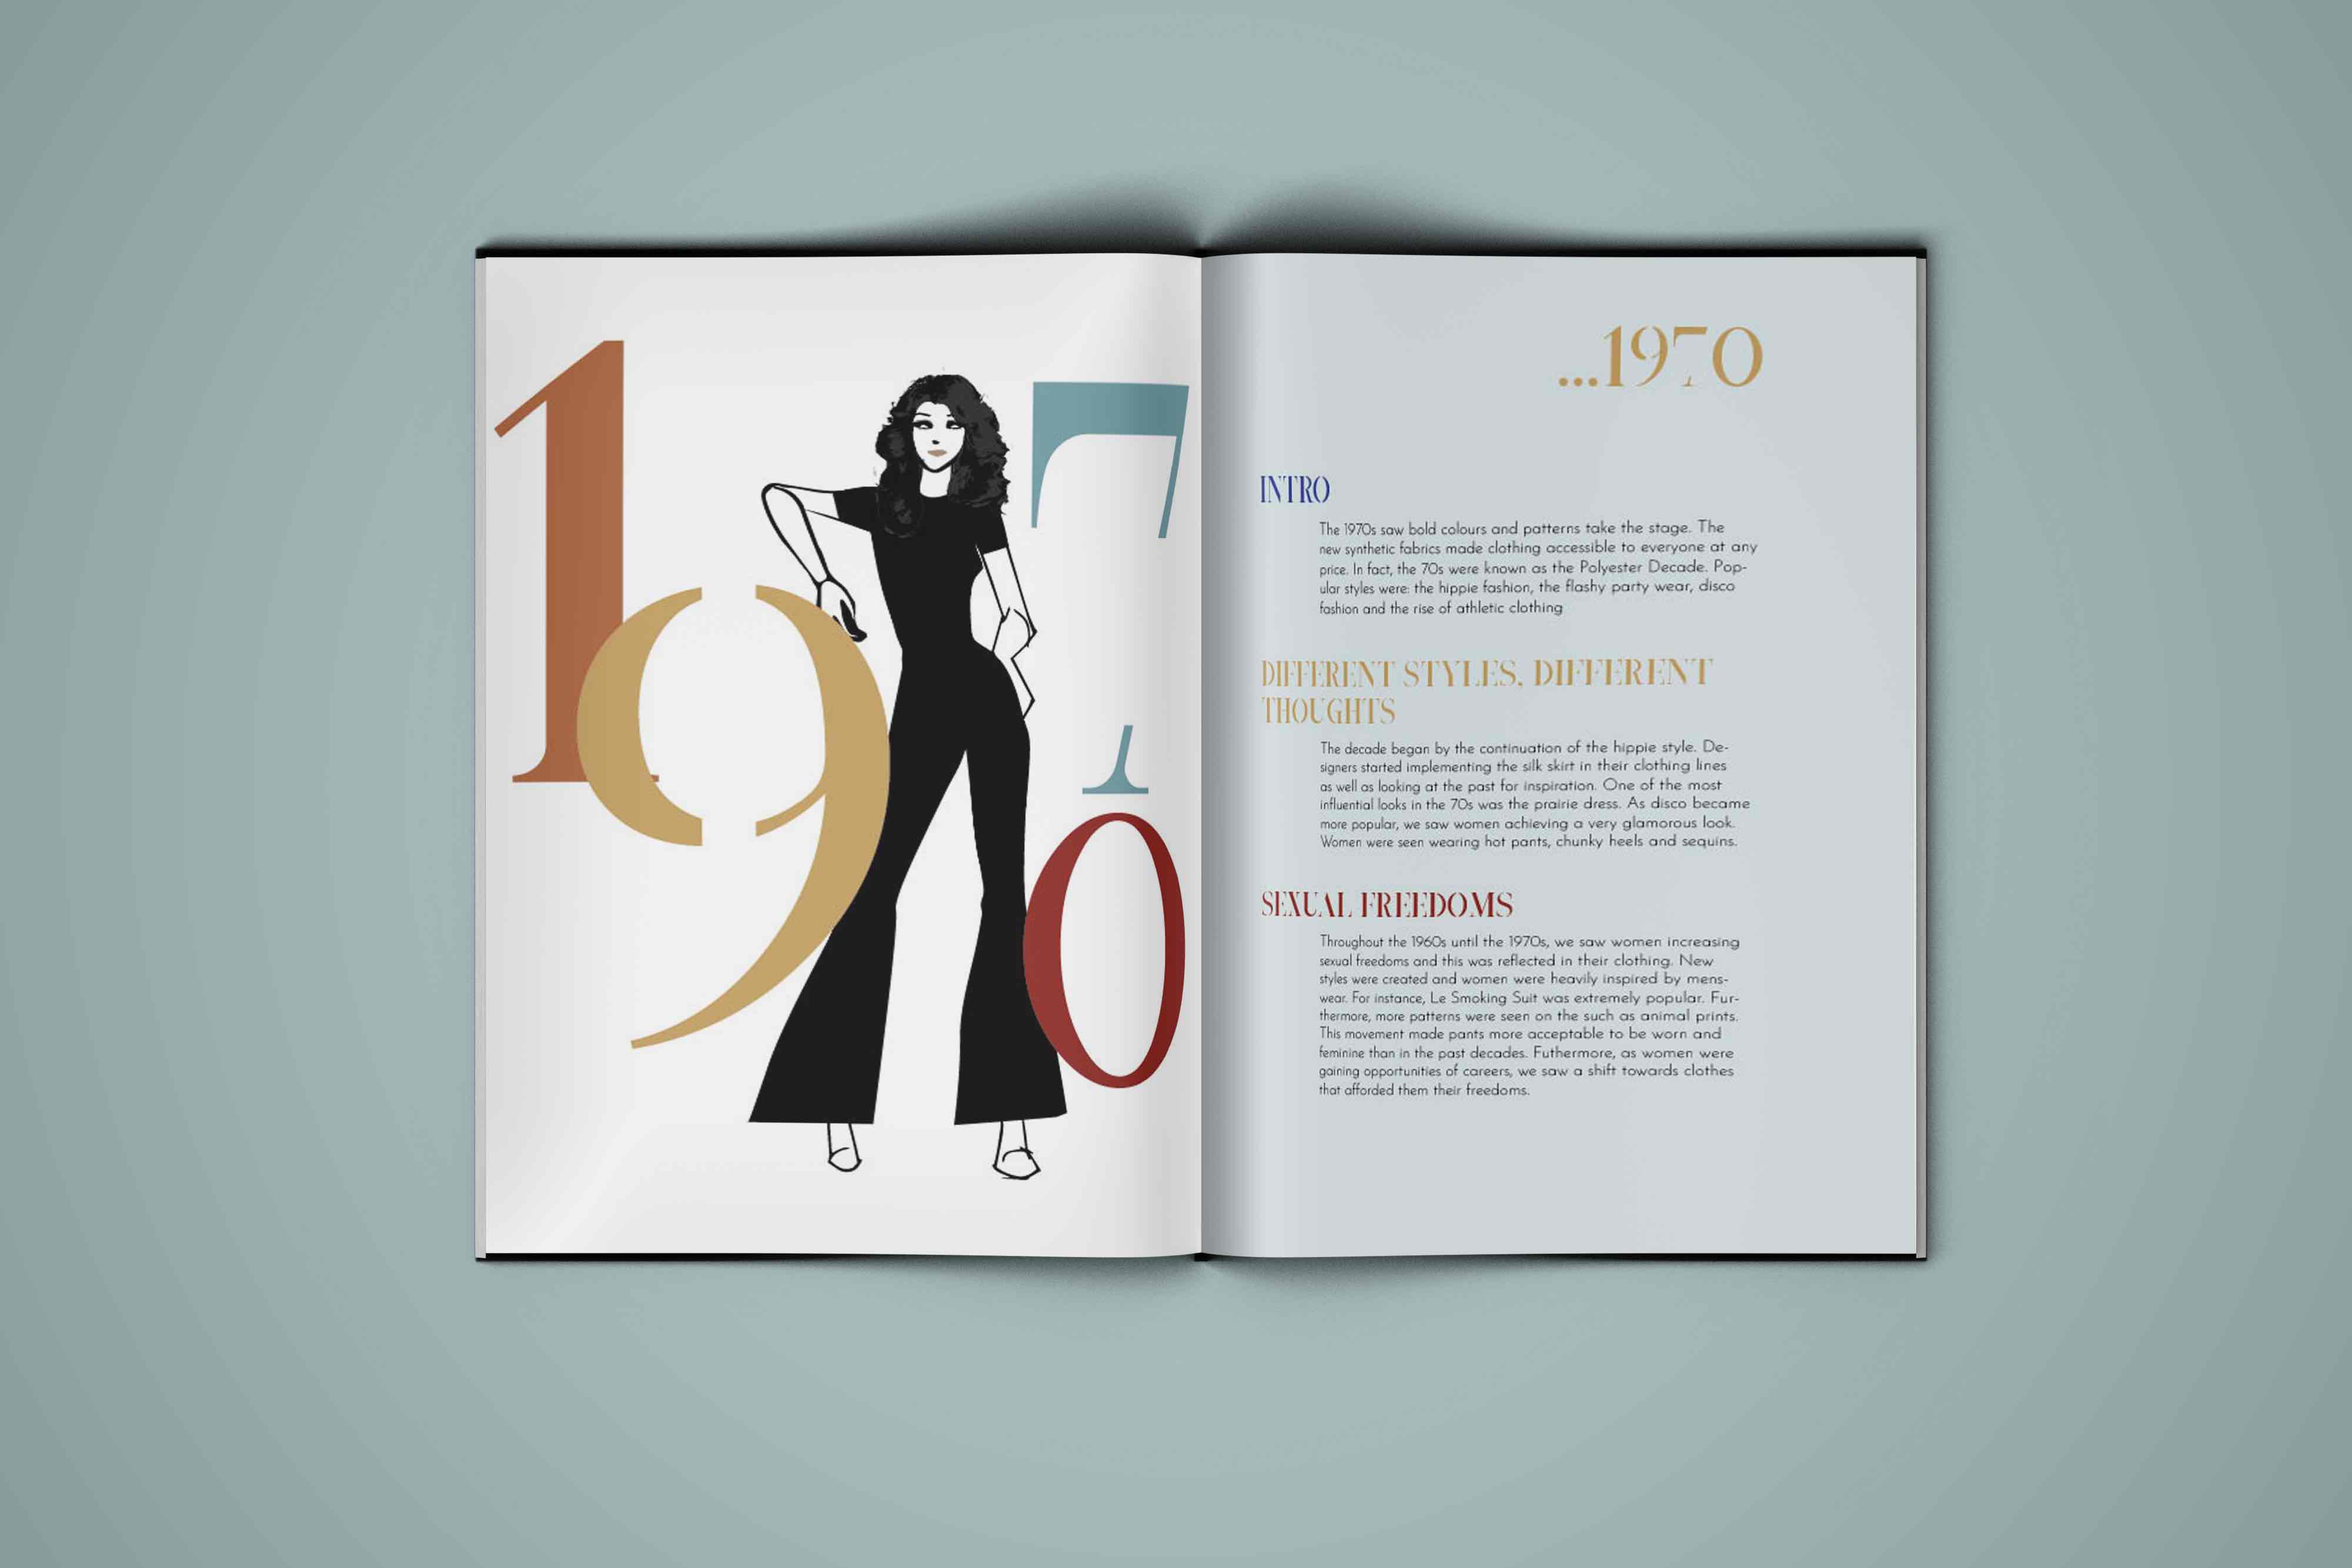 1970
...1970
INTRO
The 1970s saw bold colours and patterns take the stage. The
new synthetic fabrics made clothing accessible to everyone at any
price. In fact, the 70s were known as the Polyester Decade. Pop-
ular styles were: the hippie fashion, the flashy party wear, disco
fashion and the rise of athletic clothing
DIFFERENT STYLES, DIFFERENT
THOUGHTS
The decade began by the continuation of the hippie style. De-
signers started implementing the silk skirt in their clothing lines
as well as looking at the past for inspiration. One of the most
influential looks in the 70s was the prairie dress. As disco became
more popular, we saw women achieving a very glamorous look.
Women were seen wearing hot pants, chunky heels and sequins.
SEXUAL FREEDOMS
Throughout the 1960s until the 1970s, we saw women increasing
sexual freedoms and this was reflected in their clothing. New
styles were created and women were heavily inspired by mens-
wear. For instance, Le Smoking Suit was extremely popular. Fur-
thermore, more patterns were seen on the such as animal prints.
This movement made pants more acceptable to be worn and
feminine than in the past decades. Futhermore, as women were
gaining opportunities of careers, we saw a shift towards clothes
that afforded them their freedoms.